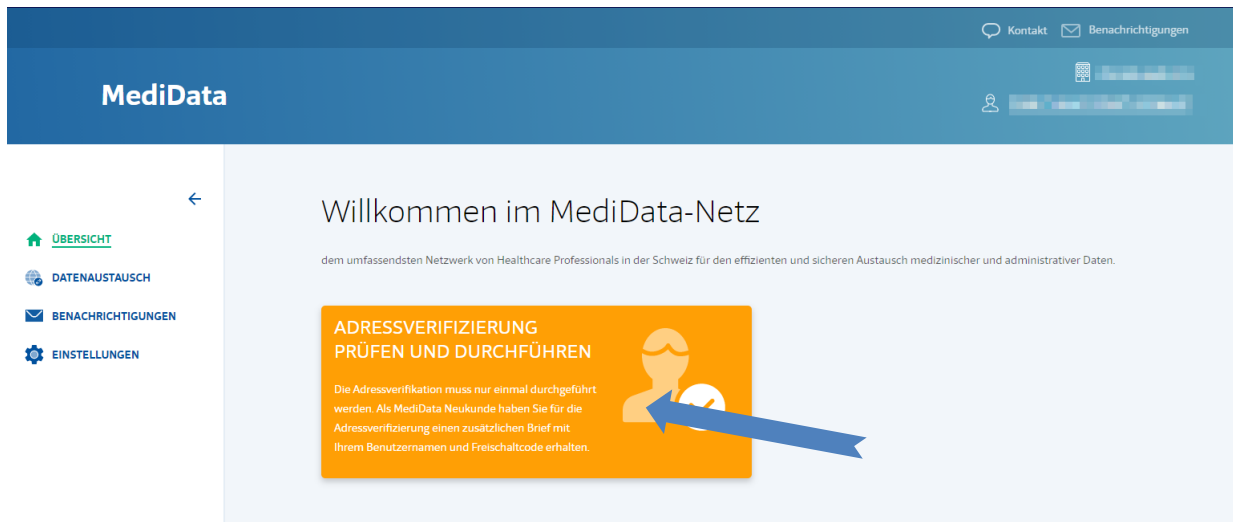 Kontakt
Benachrichtigungen
MediData
Willkommen im MediData-Netz
ÜBERSICHT
dem umfassendsten Netzwerk von Healthcare Professionals in der Schweiz für den effizienten und sicheren Austausch medizinischer und administrativer Daten.
DATENAUSTAUSCH
BENACHRICHTIGUNGEN
EINSTELLUNGEN
ADRESSVERIFIZIERUNG
PRÜFEN UND DURCHFÜHREN
Die Adressverifikation muss nur einmal durchgeführt
werden. Als MediData Neukunde haben Sie für die
Adressverifizierung einen zusätzlichen Brief mit
Ihrem Benutzernamen und Freischaltcode erhalten.